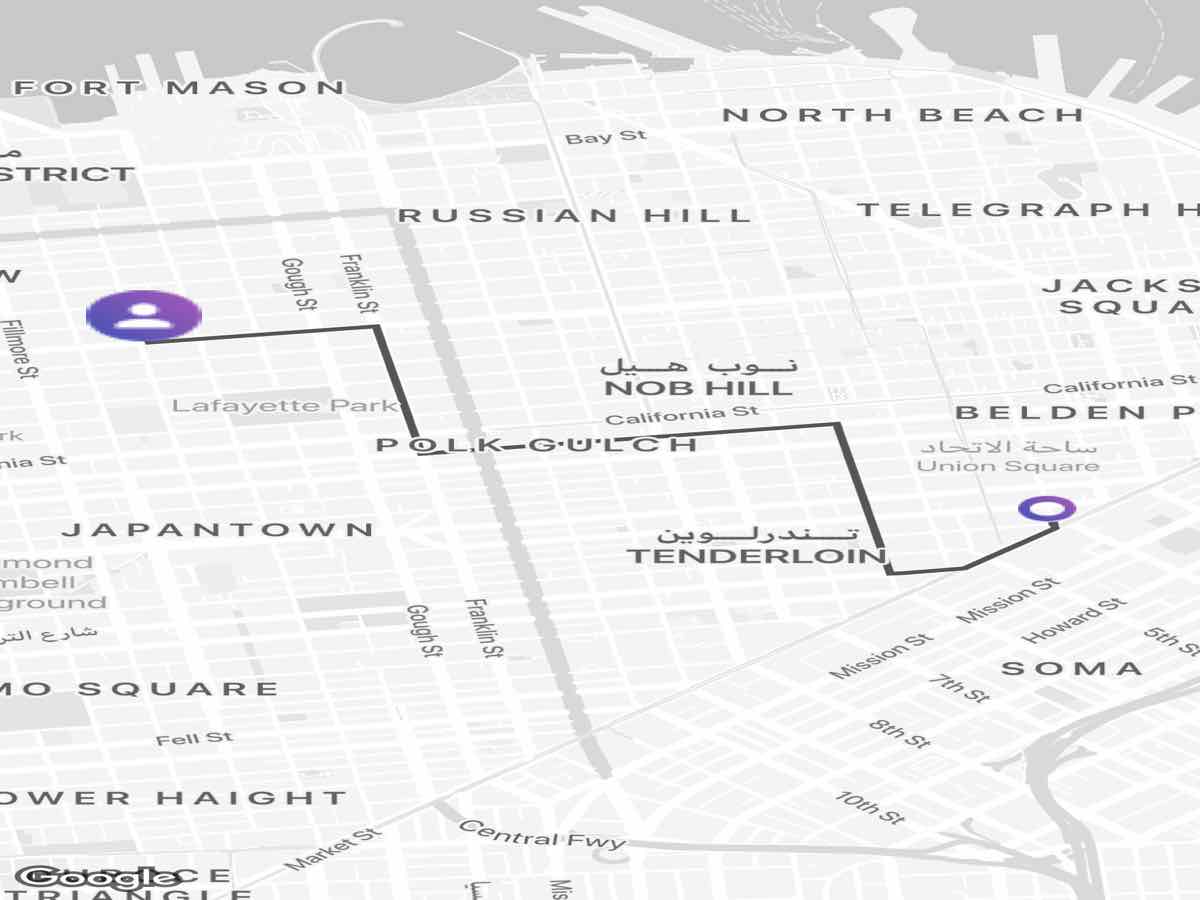 FORT MASON
NORTH BEACH
Bay St
STRICT
RUSSIAN HILL
TELEGRAPH H
Gough St
Franklin St
W
JACKS
SQUA
Fillmore St
نوب هيل
NOB HILL
California St
California St
Lafayette Park
BELDEN P
POLK GULCH
rk
nia St
ساحة الاتحاد
Union Square
JAPANTOWN
تندرلوين
TENDERLOIN
mond
mbell
ground
شارع التر
Gough St
Franklin St
Mission St
Howard St
Mission St
5th St
SOMA
7th St
MO SQUARE
8th St
Fell St
OWER HAIGHT
10th St
Market St
Central Fwy
Google
CE
TRIANGLE
Mis